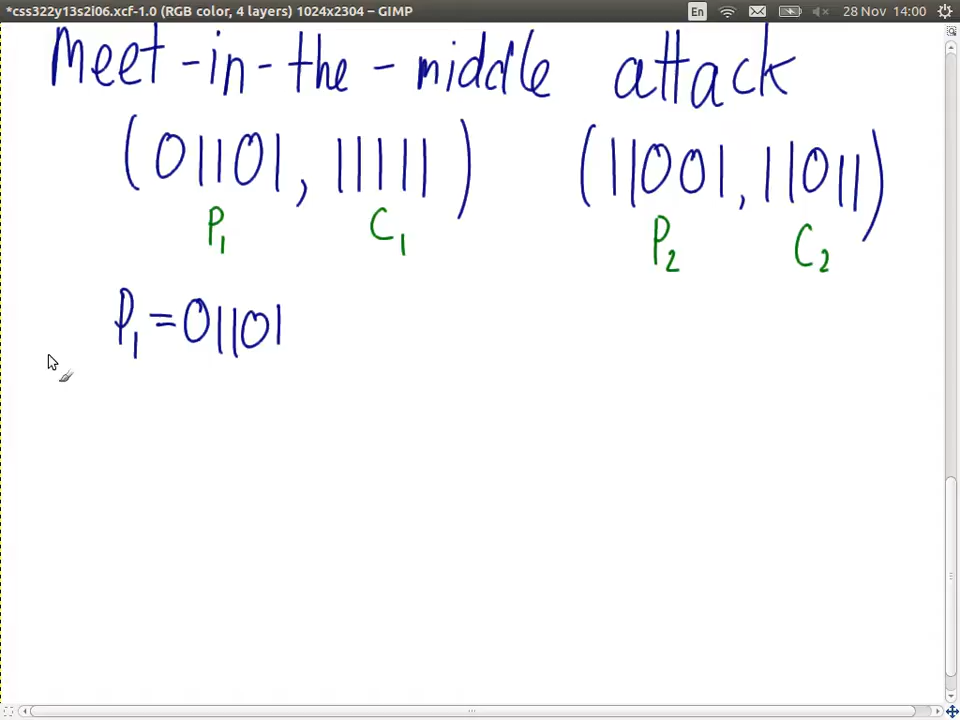 *css322y13s2i06.xcf-1.0 (RGB color, 4 layers) 1024x2304 – GIMP En 28 Nov 14:00
Meet-in-the-middle attack
(01101, 11111) (11001, 11011)
P1 C1 P2 C2
P1 = 01101